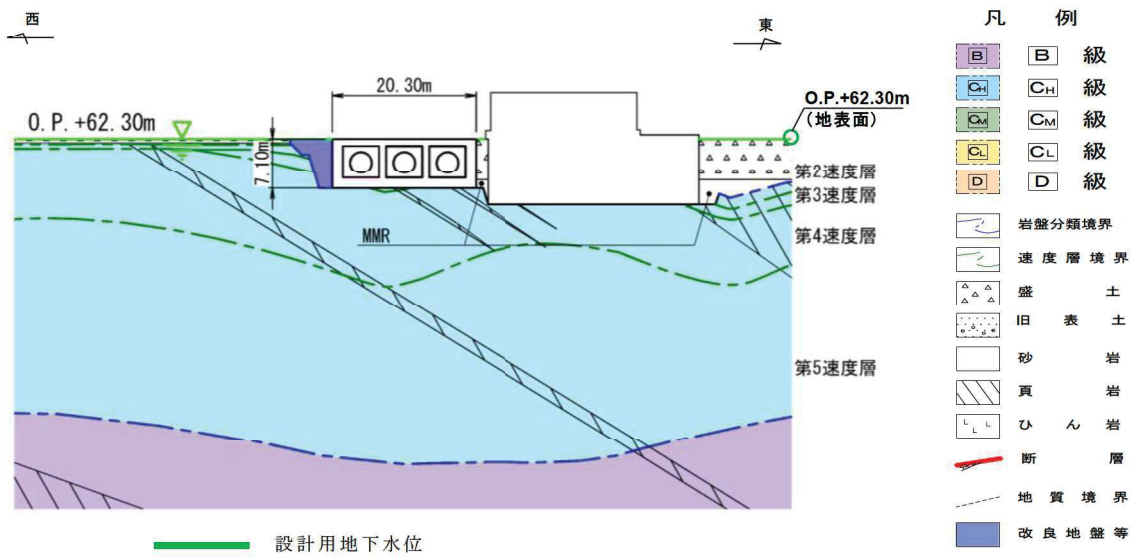 西
東
20.30m
O.P.+62.30m
(地表面)
O.P.+62.30m
7.10m
第2速度層
第3速度層
MMR
第4速度層
第5速度層
設計用地下水位
凡 例
B B 級
CH CH 級
CM CM 級
CL CL 級
D D 級
岩盤分類境界
速度層境界
盛土
旧表土
砂岩
頁岩
ひん岩
断層
地質境界
改良地盤等